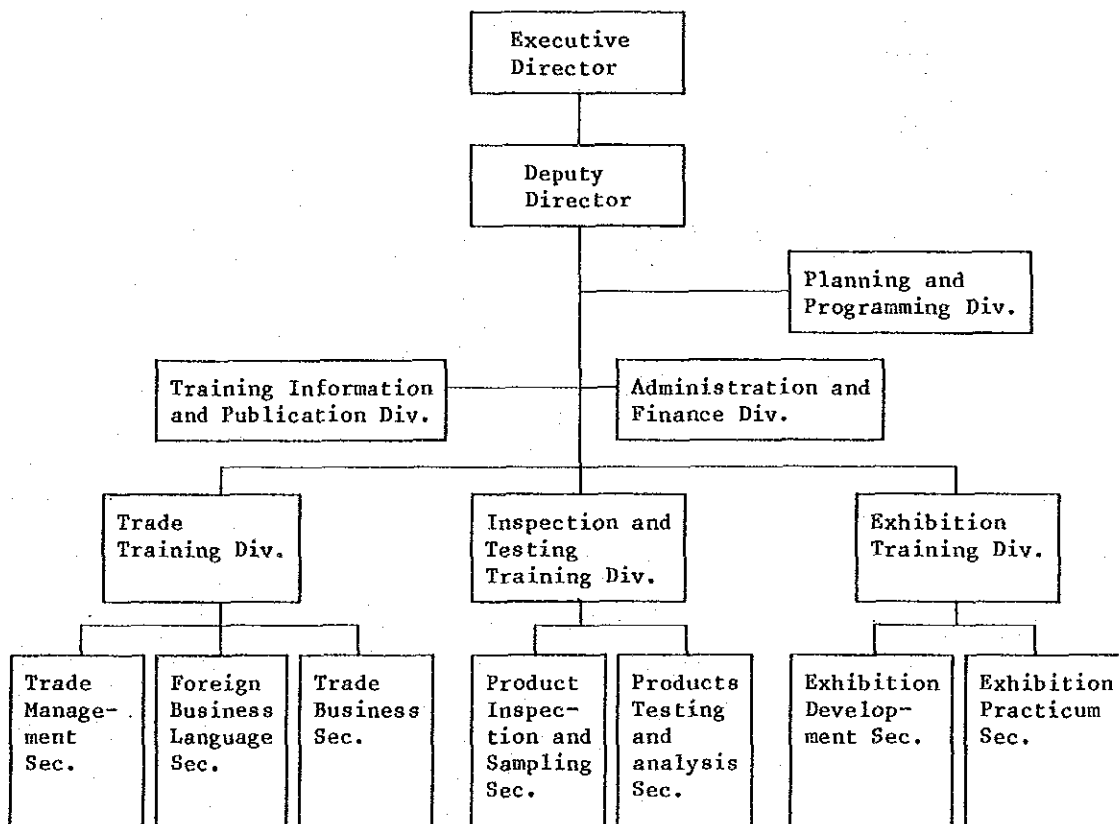 Executive
Director
Deputy
Director
Planning and
Programming Div.
Training Information
and Publication Div.
Administration and
Finance Div.
Trade
Training Div.
Inspection and
Testing
Training Div.
Exhibition
Training Div.
Trade
Manage-
ment
Sec.
Foreign
Business
Language
Sec.
Trade
Business
Sec.
Product
Inspec-
tion and
Sampling
Sec.
Products
Testing
and
analysis
Sec.
Exhibition
Develop-
ment Sec.
Exhibition
Practicum
Sec.